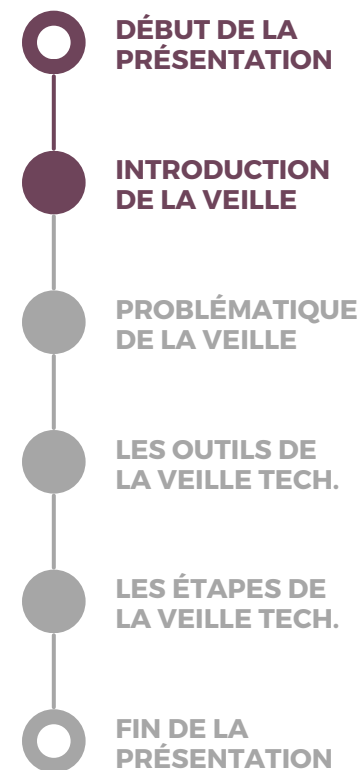 DÉBUT DE LA
PRÉSENTATION
INTRODUCTION
DE LA VEILLE
PROBLÉMATIQUE
DE LA VEILLE
LES OUTILS DE
LA VEILLE TECH.
LES ÉTAPES DE
LA VEILLE TECH.
FIN DE LA
PRÉSENTATION